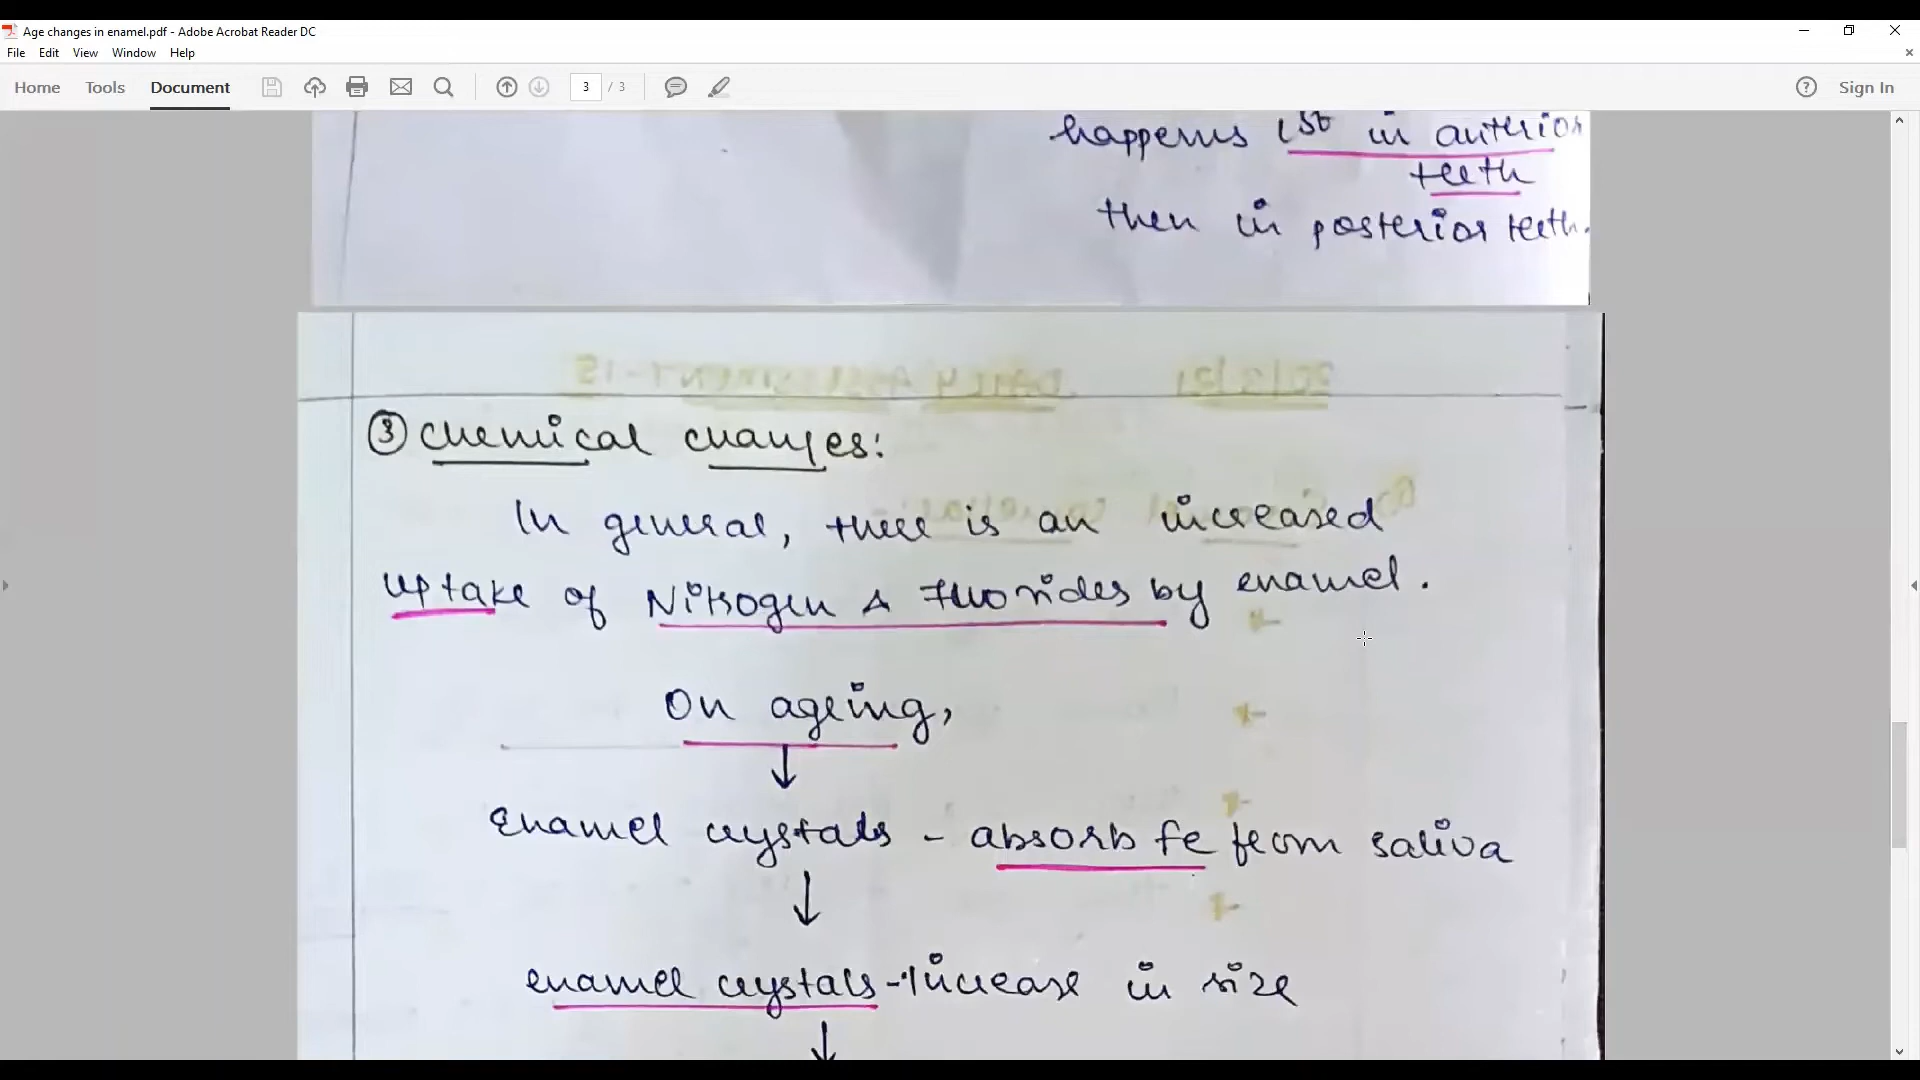 Age changes in enamel.pdf - Adobe Acrobat Reader DC
File Edit View Window Help
Home Tools Document 3 / 3 Sign In
happens 1st in anterior
teeth
then in posterior teeth.
③ Chemical changes:
In general, there is an increased
uptake of Nitrogen & Fluorides by enamel.
On ageing,
↓
Enamel crystals - absorb Fe from saliva
↓
enamel crystals - Increase in size
↓